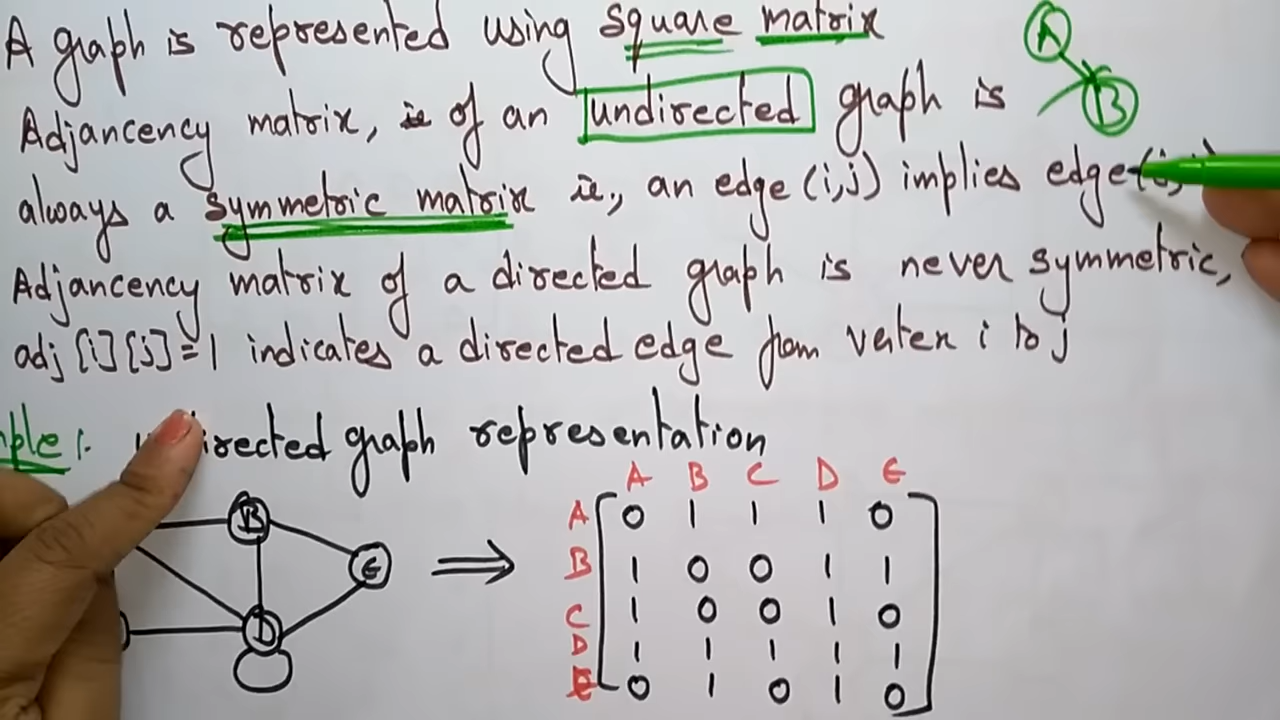 A graph is represented using square matrix
Adjancency matrix, ie of an undirected graph is
always a symmetric matrix ie., an edge (i,j) implies edge
Adjancency matrix of a directed graph is never symmetric,
adj [i][j]=1 indicates a directed edge from vertex i to j
directed graph representation
A
B
B
E
D
⇒
A B C D E
A 0 1 1 1 0
B 1 0 0 1 1
C 1 0 0 1 0
D 1 1 1 1 1
E 0 1 0 1 0